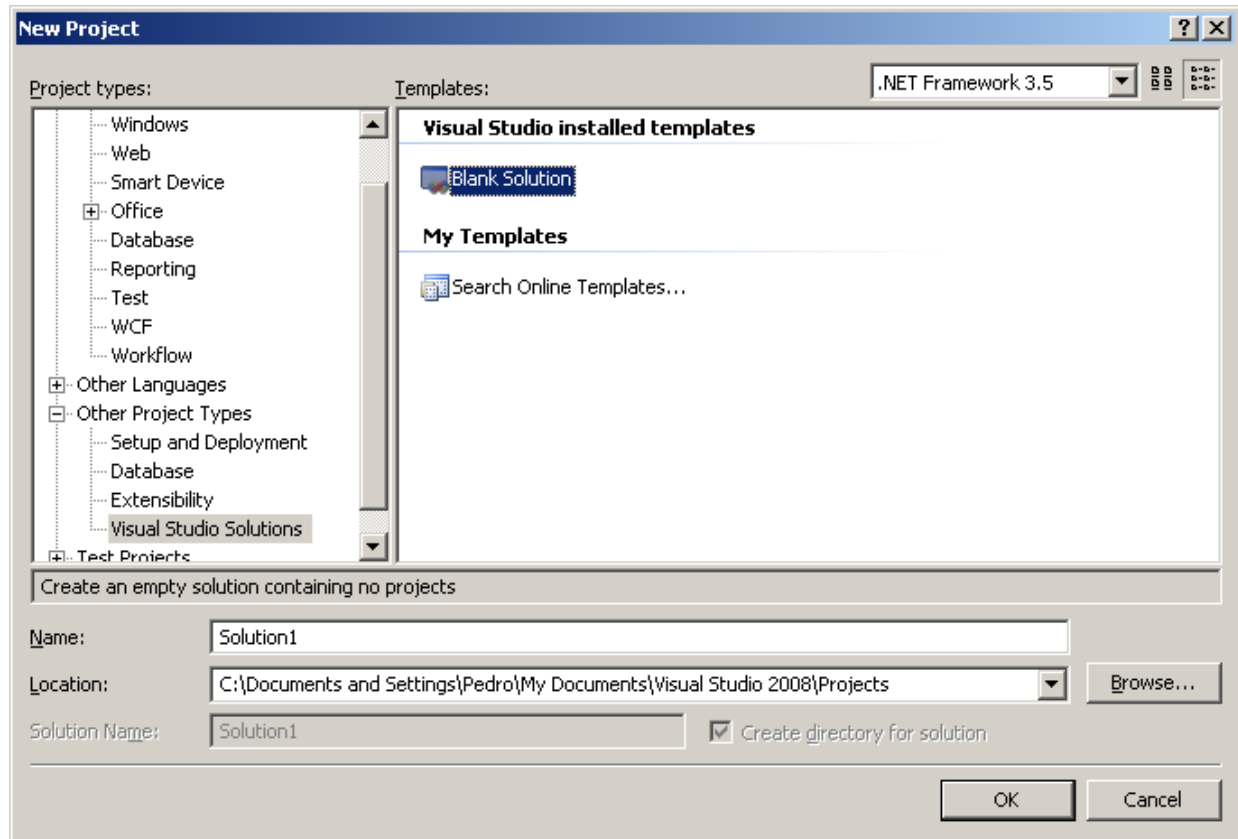 New Project
Project types:
Templates:
.NET Framework 3.5
Windows
Web
Smart Device
Office
Database
Reporting
Test
WCF
Workflow
Other Languages
Other Project Types
Setup and Deployment
Database
Extensibility
Visual Studio Solutions
Test Projects
Visual Studio installed templates
Blank Solution
My Templates
Search Online Templates...
Create an empty solution containing no projects
Name:
Solution1
Location:
C:\Documents and Settings\Pedro\My Documents\Visual Studio 2008\Projects
Browse...
Solution Name:
Solution1
Create directory for solution
OK
Cancel